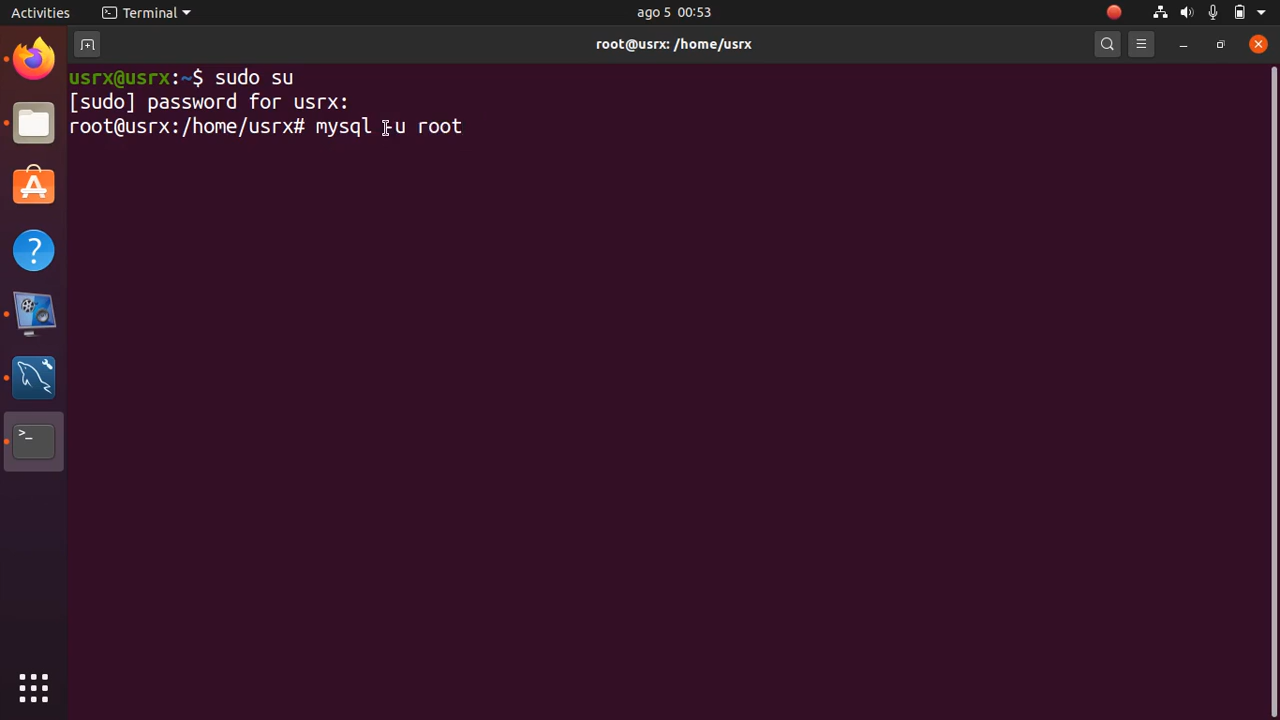 Activities
Terminal
ago 5 00:53
root@usrx: /home/usrx
usrx@usrx:~$ sudo su
[sudo] password for usrx:
root@usrx:/home/usrx# mysql -u root